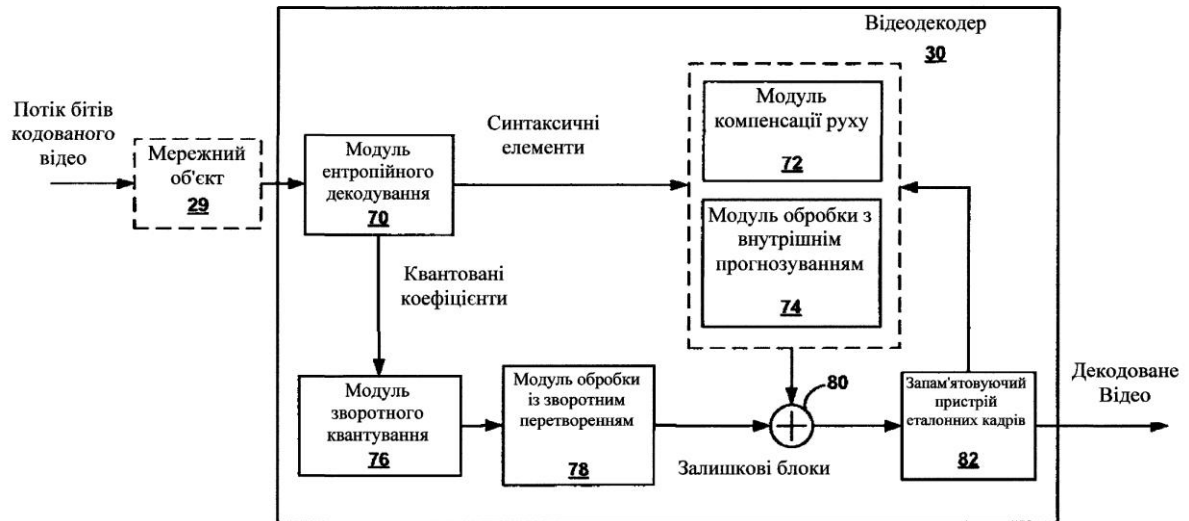 Відеодекодер
30
Потік бітів
кодованого
відео
Мережний
об'єкт
29
Модуль
ентропійного
декодування
70
Синтаксичні
елементи
Модуль
компенсації руху
72
Модуль обробки з
внутрішнім
прогнозуванням
74
Квантовані
коефіцієнти
Модуль
зворотного
квантування
76
Модуль обробки
із зворотним
перетворенням
78
Залишкові блоки
80
Запам'ятовуючий
пристрій
еталонних кадрів
82
Декодоване
Відео